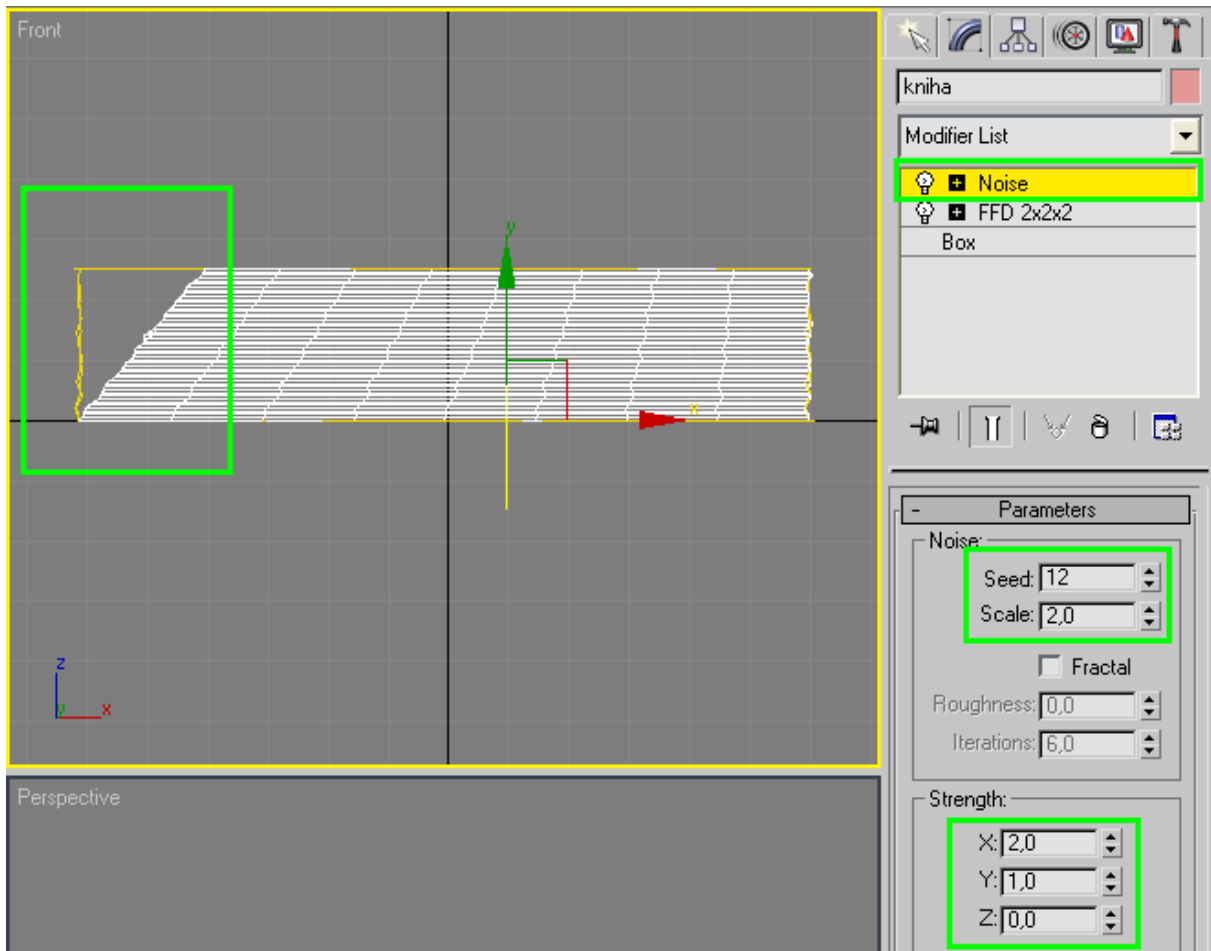 Front
y
x
z
y
x
Perspective
kniha
Modifier List
Noise
FFD 2x2x2
Box
- Parameters
Noise:
Seed: 12
Scale: 2,0
Fractal
Roughness: 0,0
Iterations: 6,0
Strength:
X: 2,0
Y: 1,0
Z: 0,0